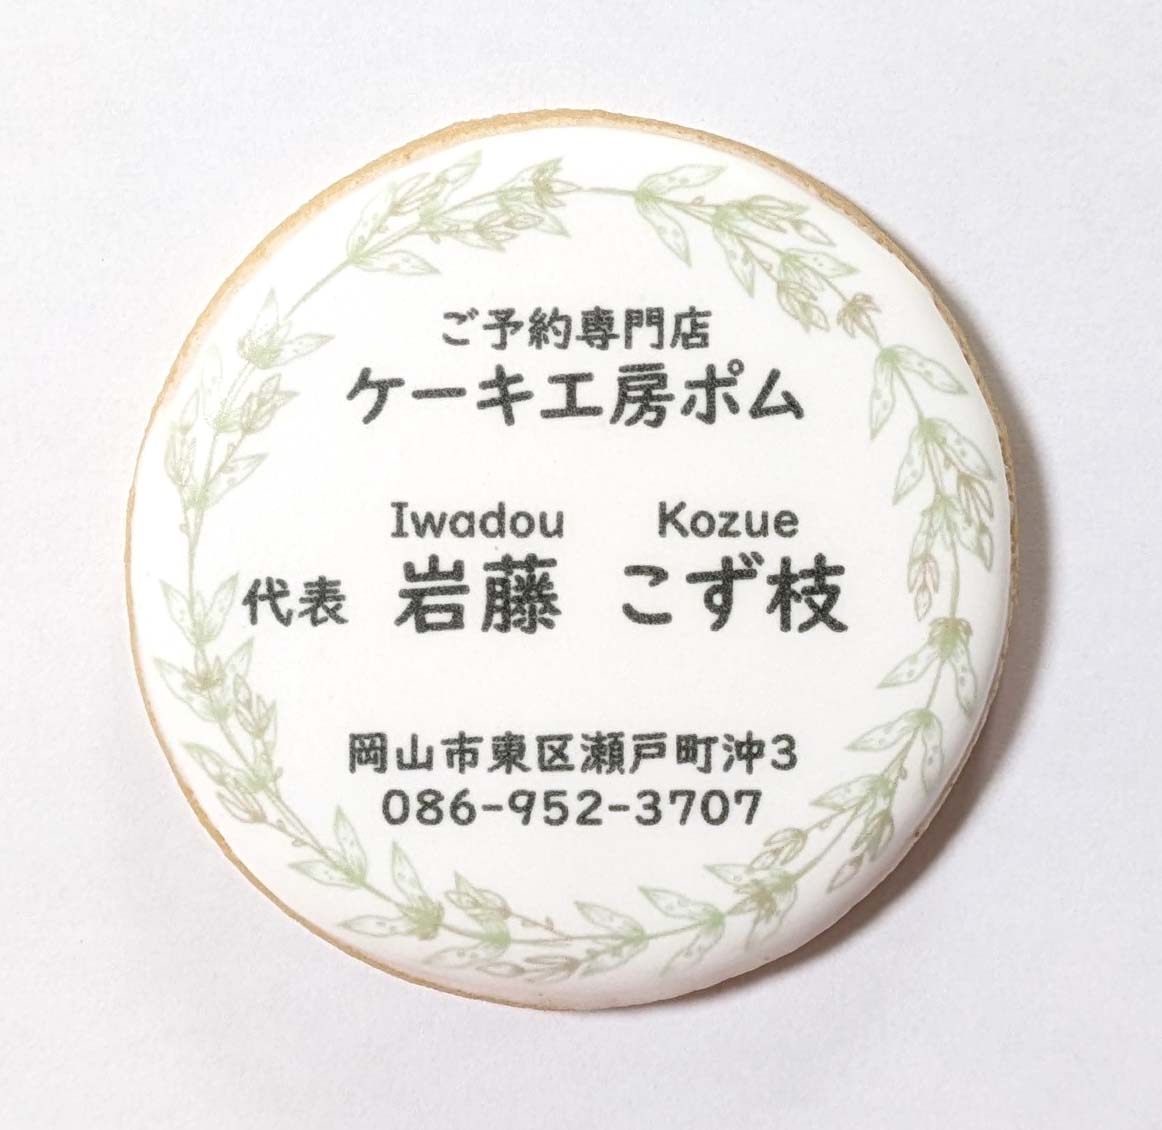 ご予約専門店
ケーキ工房ポム
Iwadou Kozue
代表 岩藤 こず枝
岡山市東区瀬戸町沖3
086-952-3707